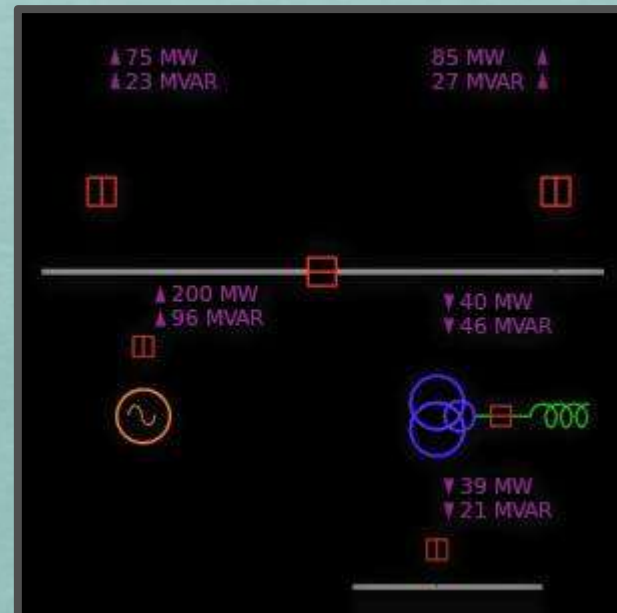 ▲75 MW
▲23 MVAR
85 MW ▲
27 MVAR ▲
▲200 MW
▲96 MVAR
▼40 MW
▼46 MVAR
▼39 MW
▼21 MVAR